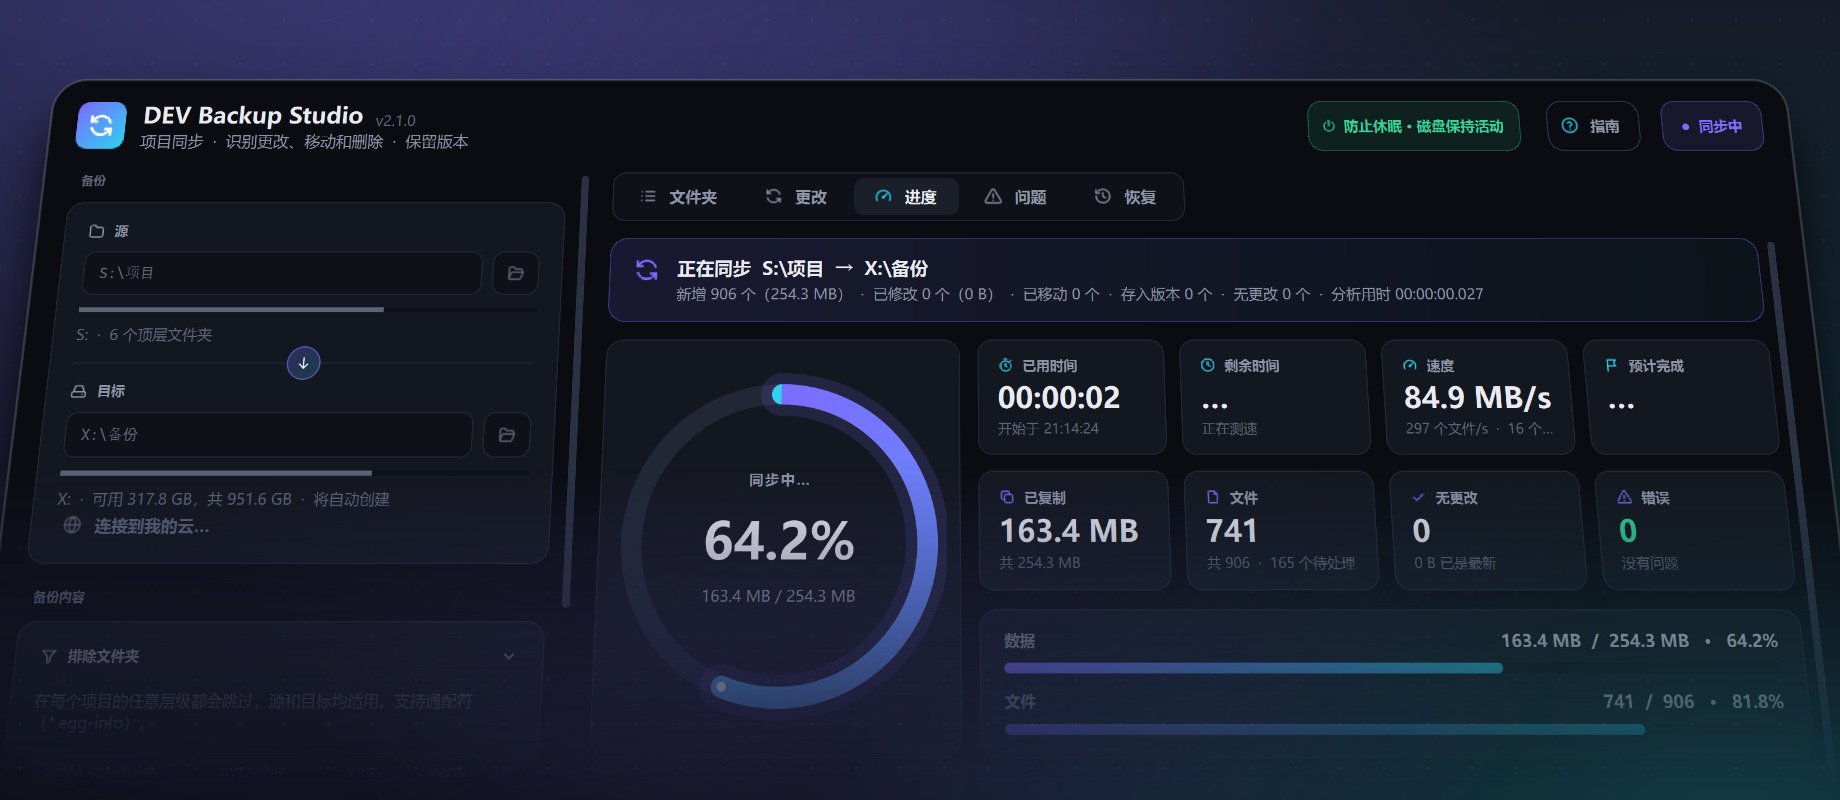 DEV Backup Studio v2.1.0
项目同步 · 识别更改、移动和删除 · 保留版本
防止休眠 • 磁盘保持活动
指南
同步中
备份
源
S:\项目
S: · 6 个顶层文件夹
目标
X:\备份
X: · 可用 317.8 GB，共 951.6 GB · 将自动创建
连接到我的云...
备份内容
排除文件夹
在每个项目的任意层级都会跳过，源和目标均适用。支持通配符
（*.egg-info）。
文件夹
更改
进度
问题
恢复
正在同步 S:\项目 → X:\备份
新增 906 个（254.3 MB） · 已修改 0 个（0 B） · 已移动 0 个 · 存入版本 0 个 · 无更改 0 个 · 分析用时 00:00:00.027
同步中...
64.2%
163.4 MB / 254.3 MB
已用时间
00:00:02
开始于 21:14:24
剩余时间
...
正在测速
速度
84.9 MB/s
297 个文件/s · 16 个...
预计完成
...
已复制
163.4 MB
共 254.3 MB
文件
741
共 906 · 165 个待处理
无更改
0
0 B 已是最新
错误
0
没有问题
数据
163.4 MB / 254.3 MB • 64.2%
文件
741 / 906 • 81.8%